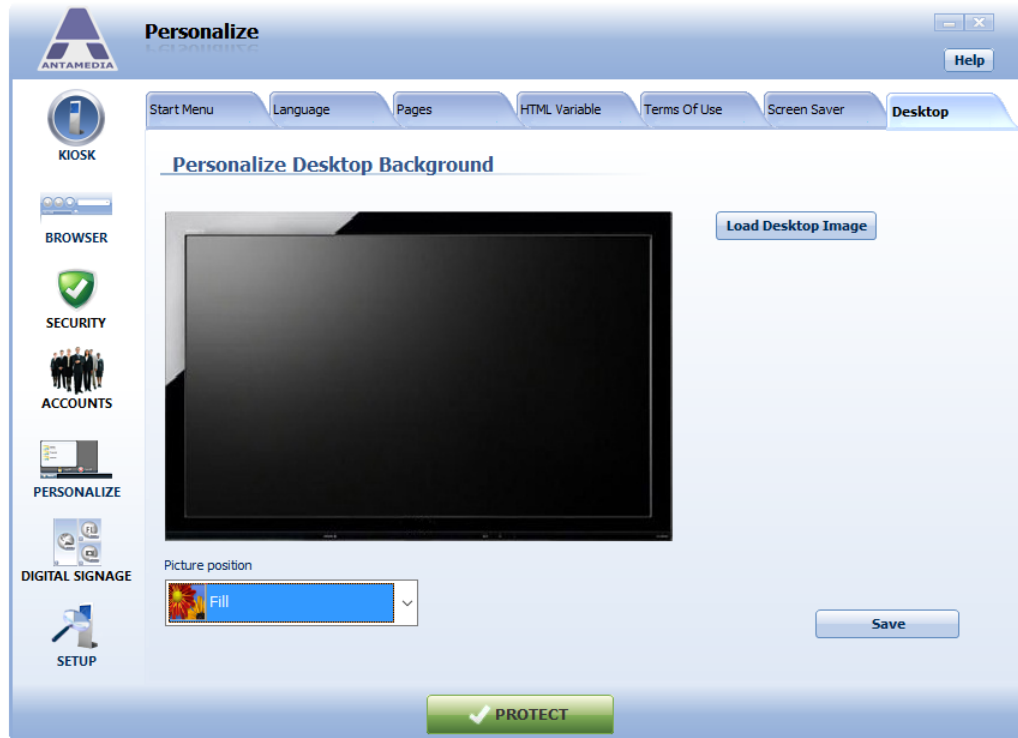 Personalize
ANTAMEDIA
Help
Start Menu
Language
Pages
HTML Variable
Terms Of Use
Screen Saver
Desktop
KIOSK
BROWSER
SECURITY
ACCOUNTS
PERSONALIZE
DIGITAL SIGNAGE
SETUP
Personalize Desktop Background
Load Desktop Image
Picture position
Fill
Save
PROTECT